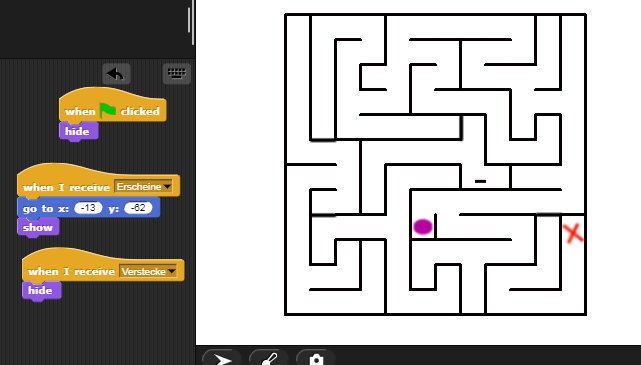 when clicked
hide
when I receive Erscheine
go to x: -13 y: -62
show
when I receive Verstecke
hide